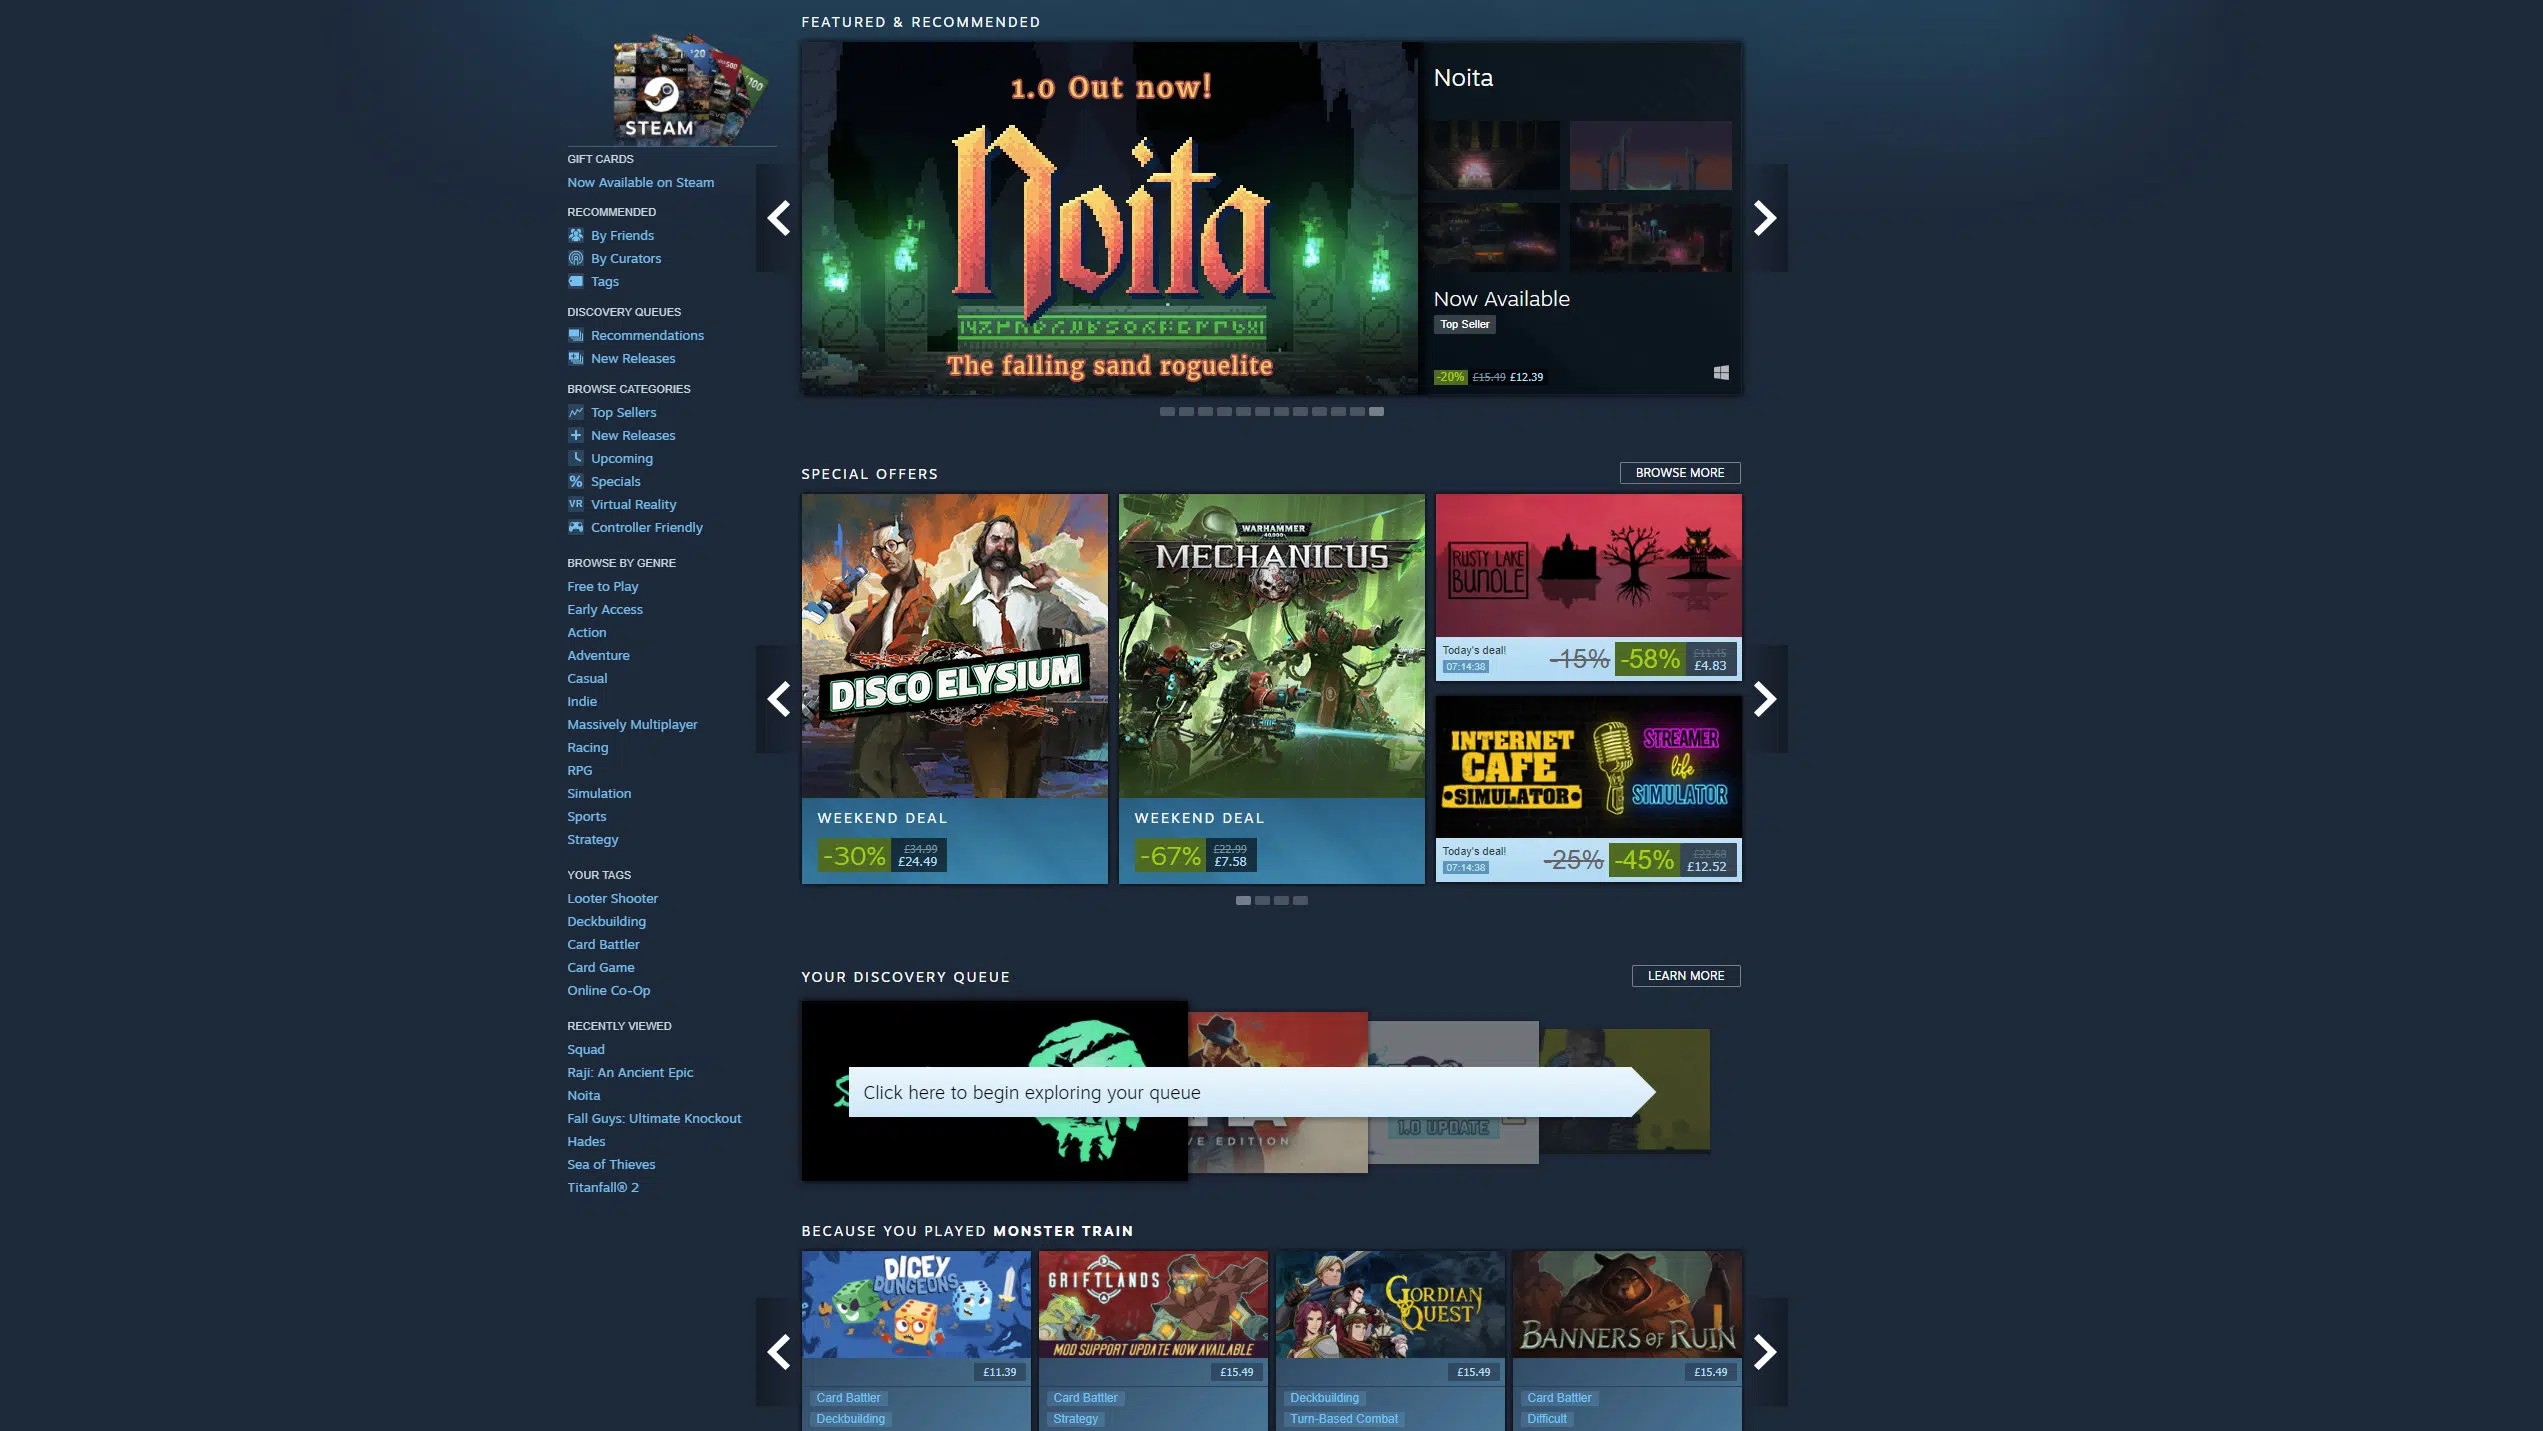 FEATURED & RECOMMENDED
STEAM
GIFT CARDS
Now Available on Steam
RECOMMENDED
By Friends
By Curators
Tags
DISCOVERY QUEUES
Recommendations
New Releases
BROWSE CATEGORIES
Top Sellers
New Releases
Upcoming
Specials
VR Virtual Reality
Controller Friendly
BROWSE BY GENRE
Free to Play
Early Access
Action
Adventure
Casual
Indie
Massively Multiplayer
Racing
RPG
Simulation
Sports
Strategy
YOUR TAGS
Looter Shooter
Deckbuilding
Card Battler
Card Game
Online Co-Op
RECENTLY VIEWED
Squad
Raji: An Ancient Epic
Noita
Fall Guys: Ultimate Knockout
Hades
Sea of Thieves
Titanfall® 2
1.0 Out now!
Noita
The falling sand roguelite
Noita
Now Available
Top Seller
-20% £15.49 £12.39
SPECIAL OFFERS
BROWSE MORE
DISCO ELYSIUM
WEEKEND DEAL
-30% £34.99
£24.49
WARHAMMER
40,000
MECHANICUS
WEEKEND DEAL
-67% £22.99
£7.58
RUSTY LAKE
BUNDLE
Today's deal!
07:14:38
-15% -58% £11.45
£4.83
INTERNET
CAFE
SIMULATOR
STREAMER
life
SIMULATOR
Today's deal!
07:14:38
-25% -45% £22.68
£12.52
YOUR DISCOVERY QUEUE
LEARN MORE
Click here to begin exploring your queue
VE EDITION
1.0 UPDATE
BECAUSE YOU PLAYED MONSTER TRAIN
DICEY
DUNGEONS
£11.39
Card Battler
Deckbuilding
GRIFTLANDS
MOD SUPPORT UPDATE NOW AVAILABLE
£15.49
Card Battler
Strategy
GORDIAN
QUEST
£15.49
Deckbuilding
Turn-Based Combat
BANNERS OF RUIN
£15.49
Card Battler
Difficult